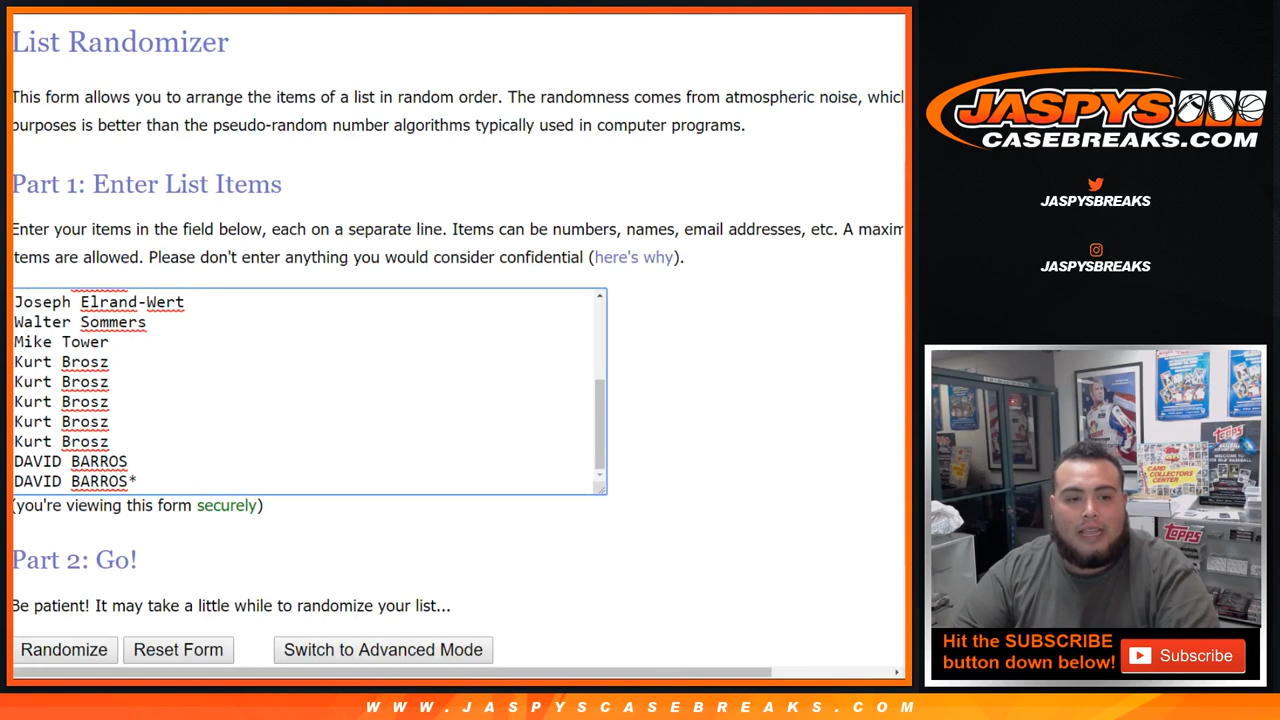 List Randomizer
This form allows you to arrange the items of a list in random order. The randomness comes from atmospheric noise, which
purposes is better than the pseudo-random number algorithms typically used in computer programs.
Part 1: Enter List Items
Enter your items in the field below, each on a separate line. Items can be numbers, names, email addresses, etc. A maxim
tems are allowed. Please don't enter anything you would consider confidential (here's why).
Joseph Elrand-Wert
Walter Sommers
Mike Tower
Kurt Brosz
Kurt Brosz
Kurt Brosz
Kurt Brosz
Kurt Brosz
DAVID BARROS
DAVID BARROS*
(you're viewing this form securely)
Part 2: Go!
Be patient! It may take a little while to randomize your list...
Randomize Reset Form Switch to Advanced Mode
JASPYS
CASEBREAKS.COM
JASPYSBREAKS
JASPYSBREAKS
topps
CARD COLLECTORS CENTER
topps
Hit the SUBSCRIBE
button down below!
Subscribe
WWW.JASPYSCASEBREAKS.COM